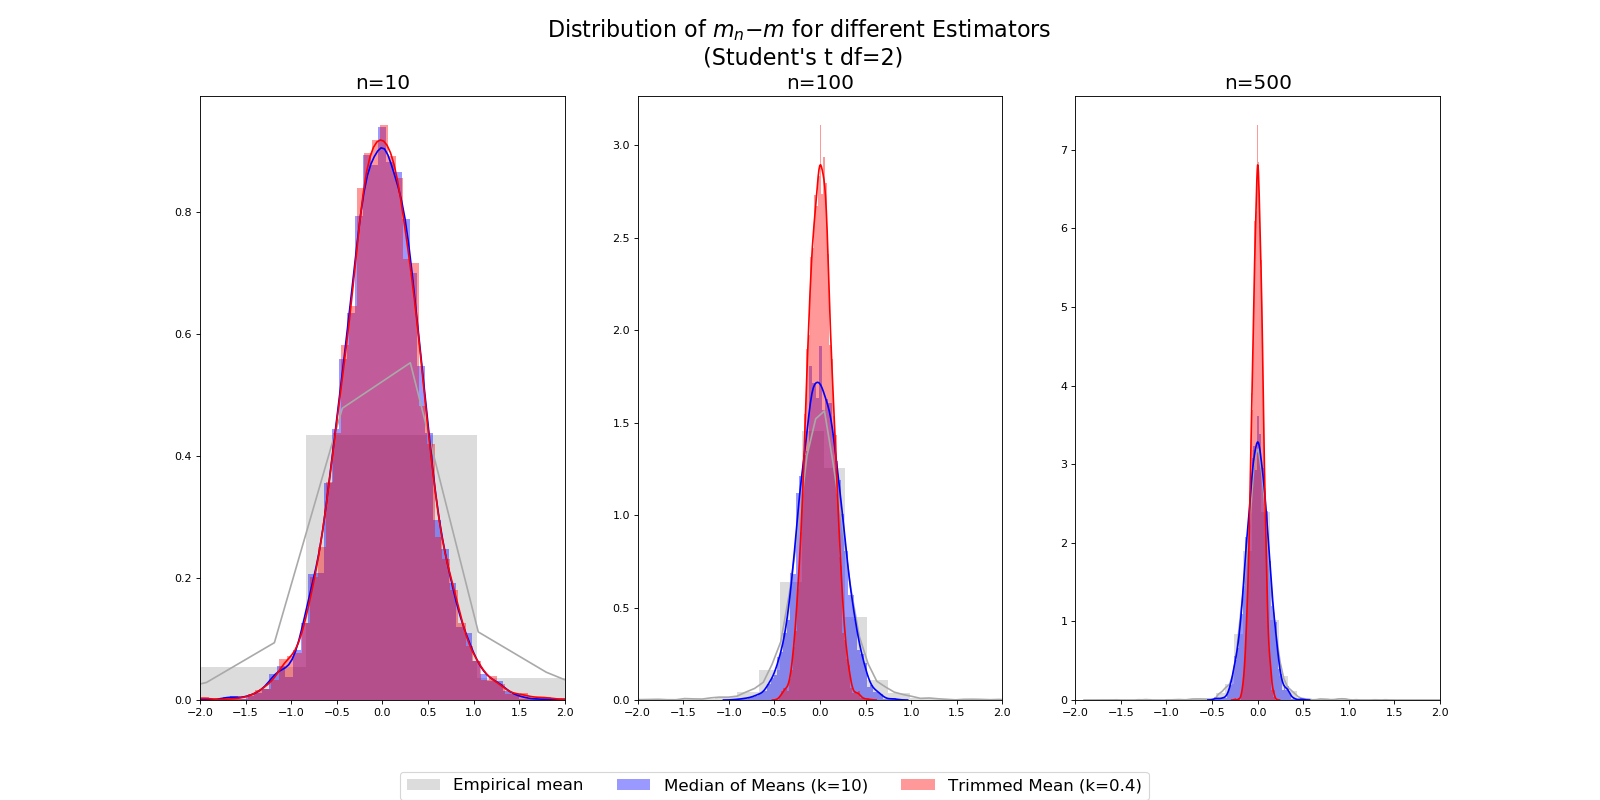 Distribution of mₙ−m for different Estimators
(Student's t df=2)
n=10
0.0
0.2
0.4
0.6
0.8
−2.0 −1.5 −1.0 −0.5 0.0 0.5 1.0 1.5 2.0
n=100
0.0
0.5
1.0
1.5
2.0
2.5
3.0
−2.0 −1.5 −1.0 −0.5 0.0 0.5 1.0 1.5 2.0
n=500
0
1
2
3
4
5
6
7
−2.0 −1.5 −1.0 −0.5 0.0 0.5 1.0 1.5 2.0
Empirical mean Median of Means (k=10) Trimmed Mean (k=0.4)